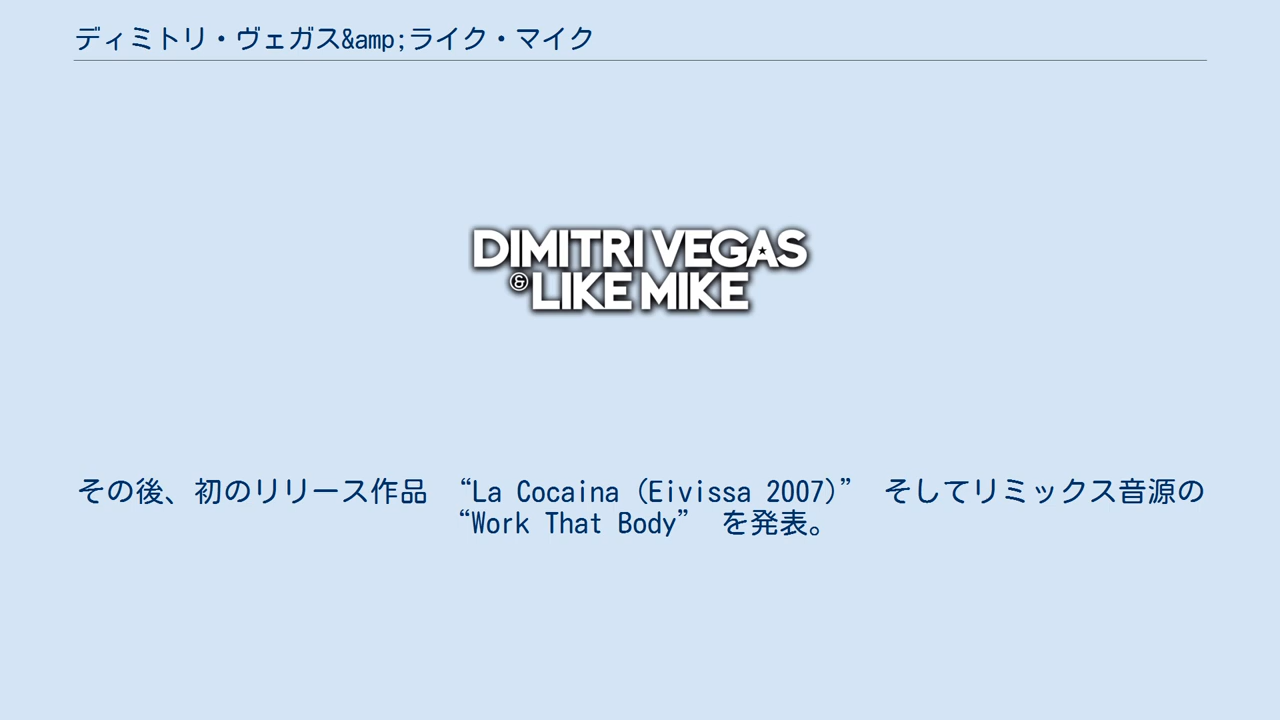 ディミトリ・ヴェガス&amp;ライク・マイク
DIMITRI VEGAS
& LIKE MIKE
その後、初のリリース作品 “La Cocaina (Eivissa 2007)” そしてリミックス音源の
“Work That Body” を発表。